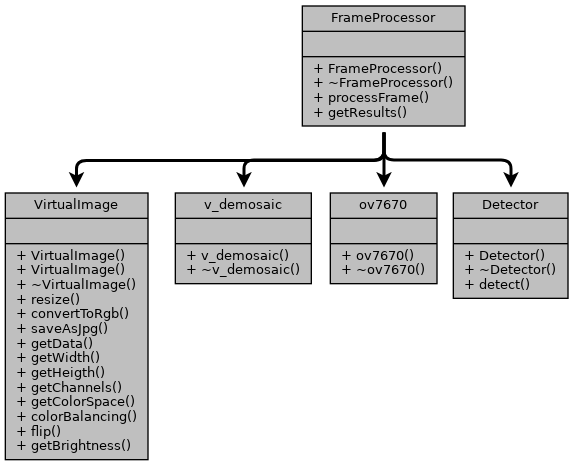 FrameProcessor
+ FrameProcessor()
+ ~FrameProcessor()
+ processFrame()
+ getResults()
VirtualImage
+ VirtualImage()
+ VirtualImage()
+ ~VirtualImage()
+ resize()
+ convertToRgb()
+ saveAsJpg()
+ getData()
+ getWidth()
+ getHeigth()
+ getChannels()
+ getColorSpace()
+ colorBalancing()
+ flip()
+ getBrightness()
v_demosaic
+ v_demosaic()
+ ~v_demosaic()
ov7670
+ ov7670()
+ ~ov7670()
Detector
+ Detector()
+ ~Detector()
+ detect()